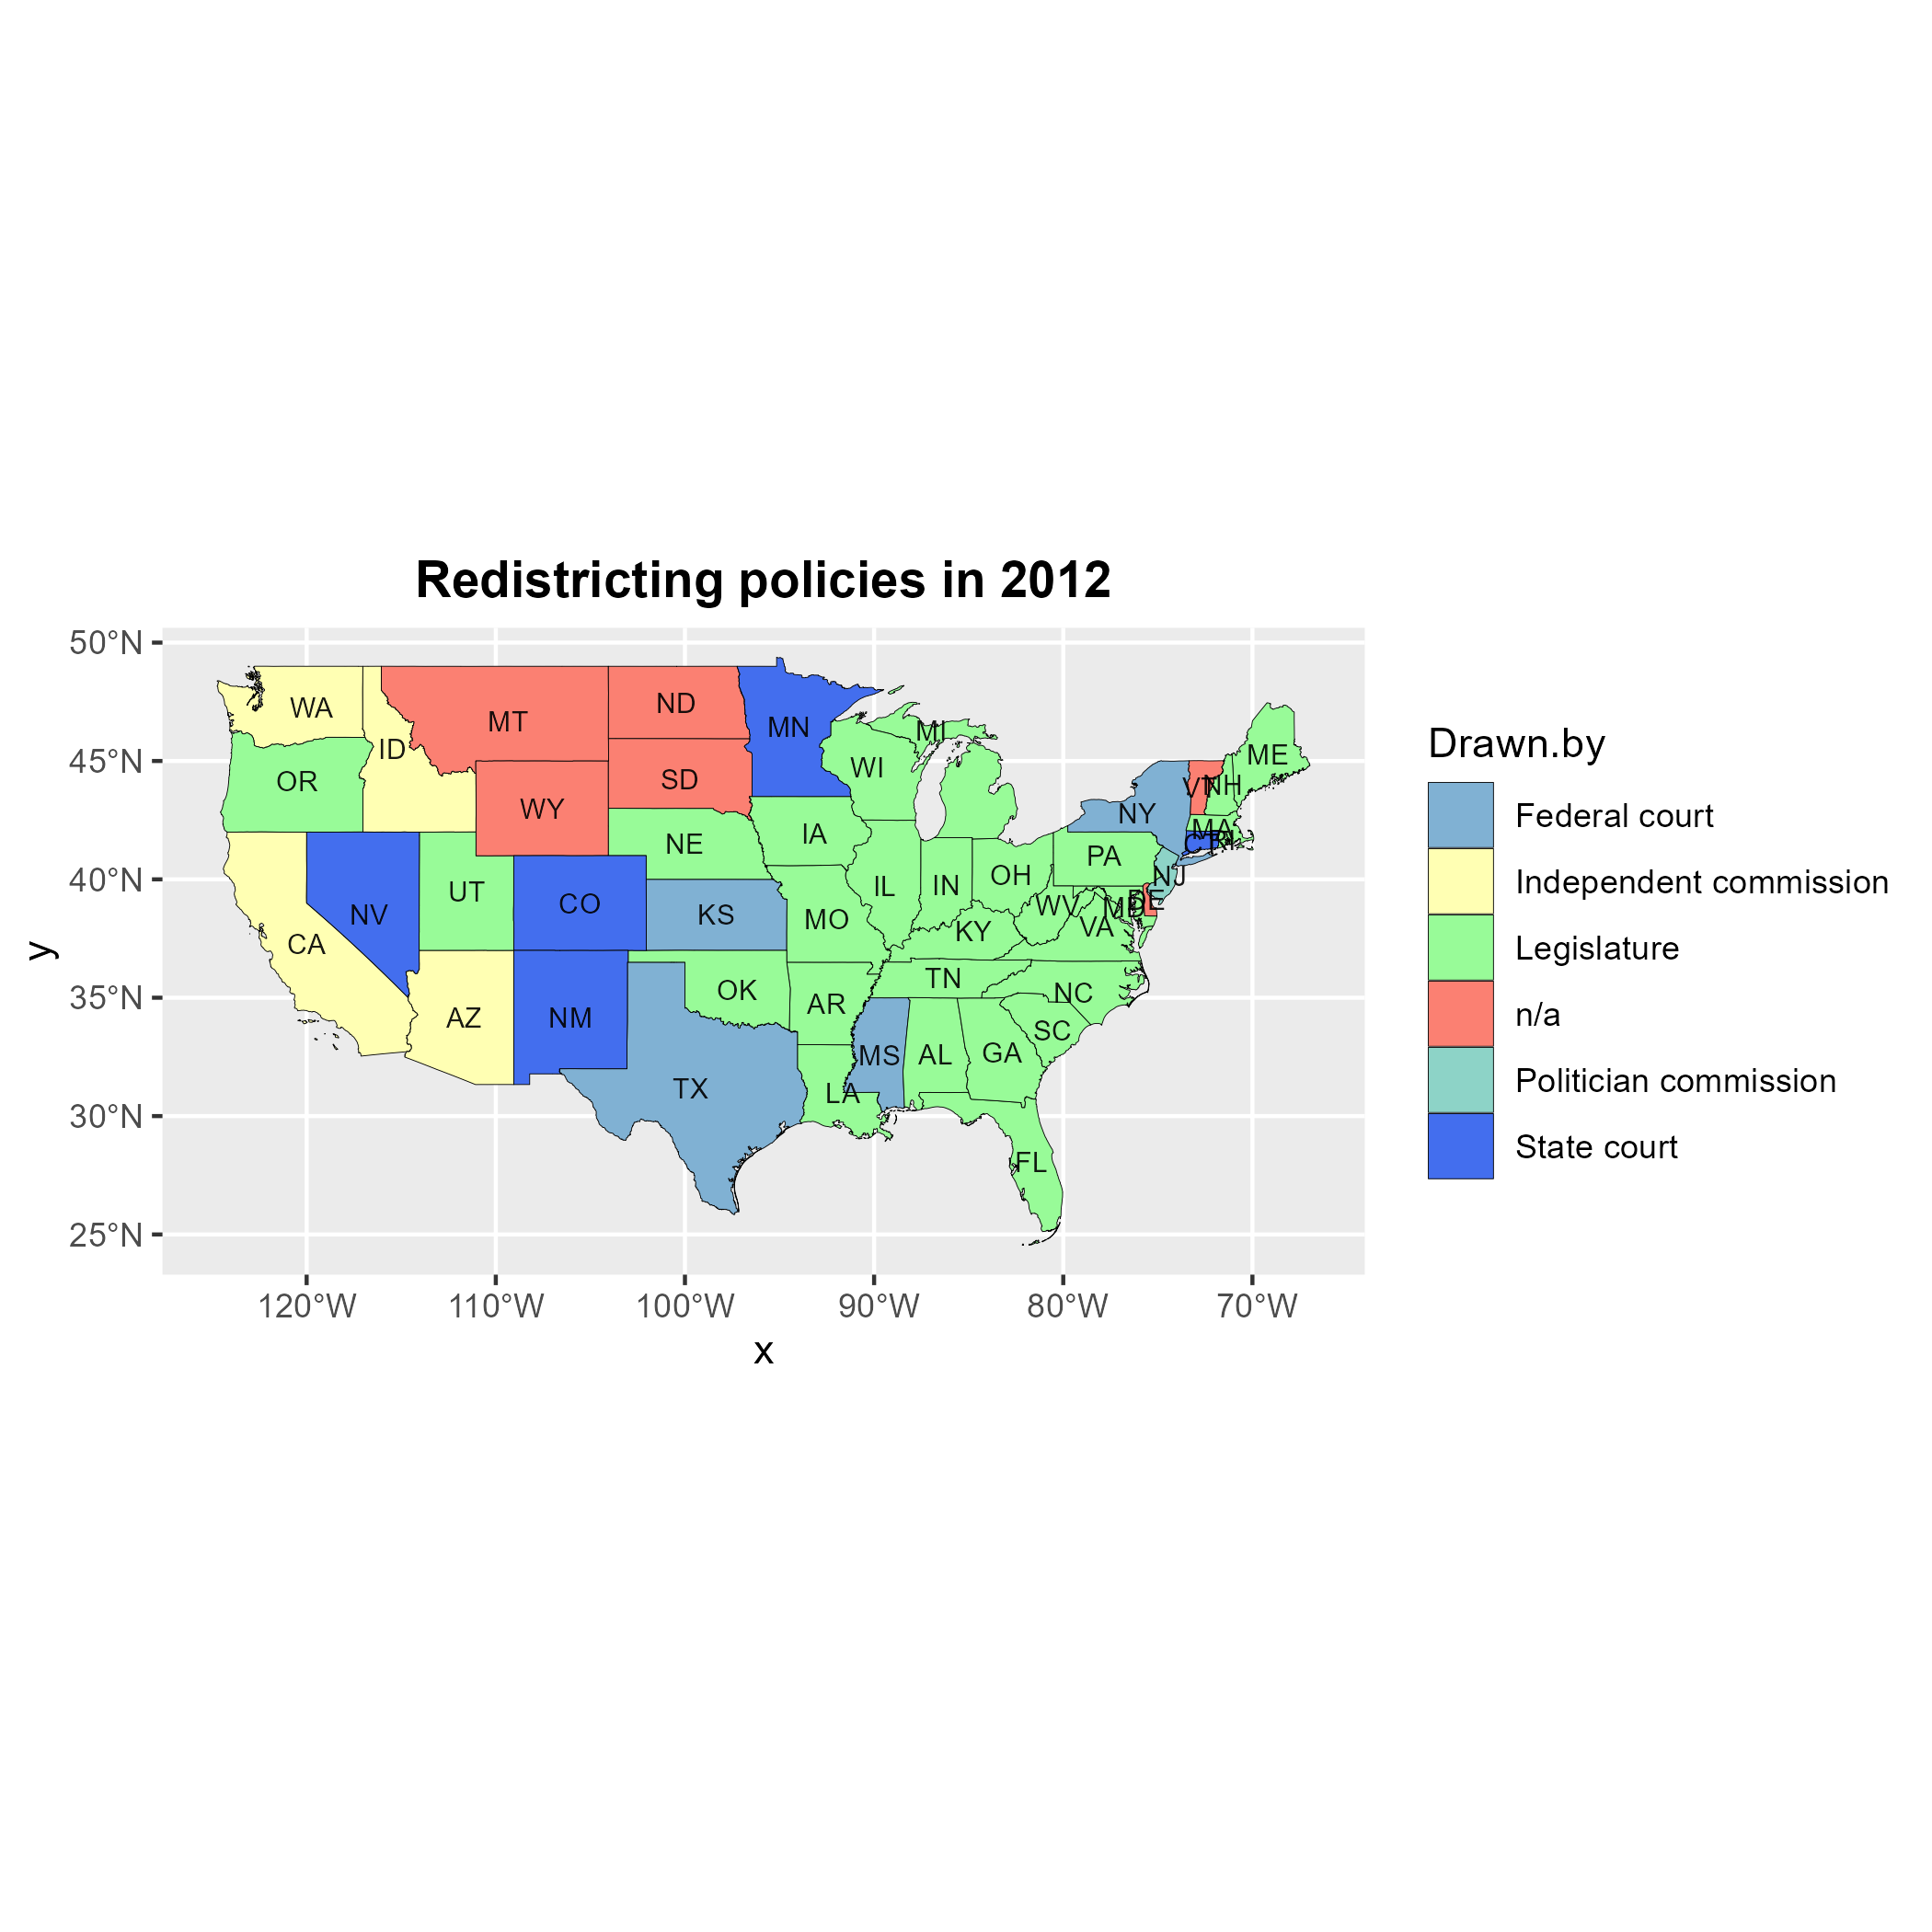 Redistricting policies in 2012
50°N
45°N
40°N
35°N
30°N
25°N
y
WA
MT
ND
MN
MI
ME
OR
ID
SD
WI
VT
NH
WY
NY
IA
MA
NE
CT
RI
PA
NV
UT
CO
KS
IL
IN
OH
NJ
MO
WV
MD
DE
CA
KY
VA
AZ
NM
OK
AR
TN
NC
SC
TX
MS
AL
GA
LA
FL
120°W
110°W
100°W
90°W
80°W
70°W
x
Drawn.by
Federal court
Independent commission
Legislature
n/a
Politician commission
State court